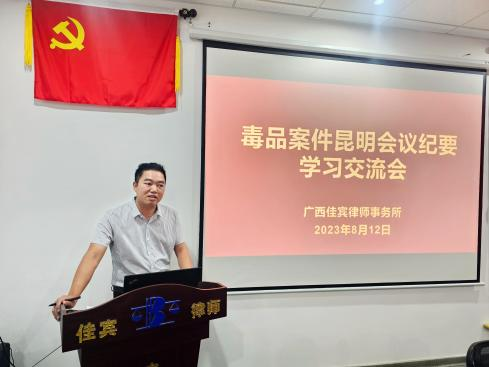 毒品案件昆明会议纪要
学习交流会
广西佳宾律师事务所
2023年8月12日
佳宾 律师